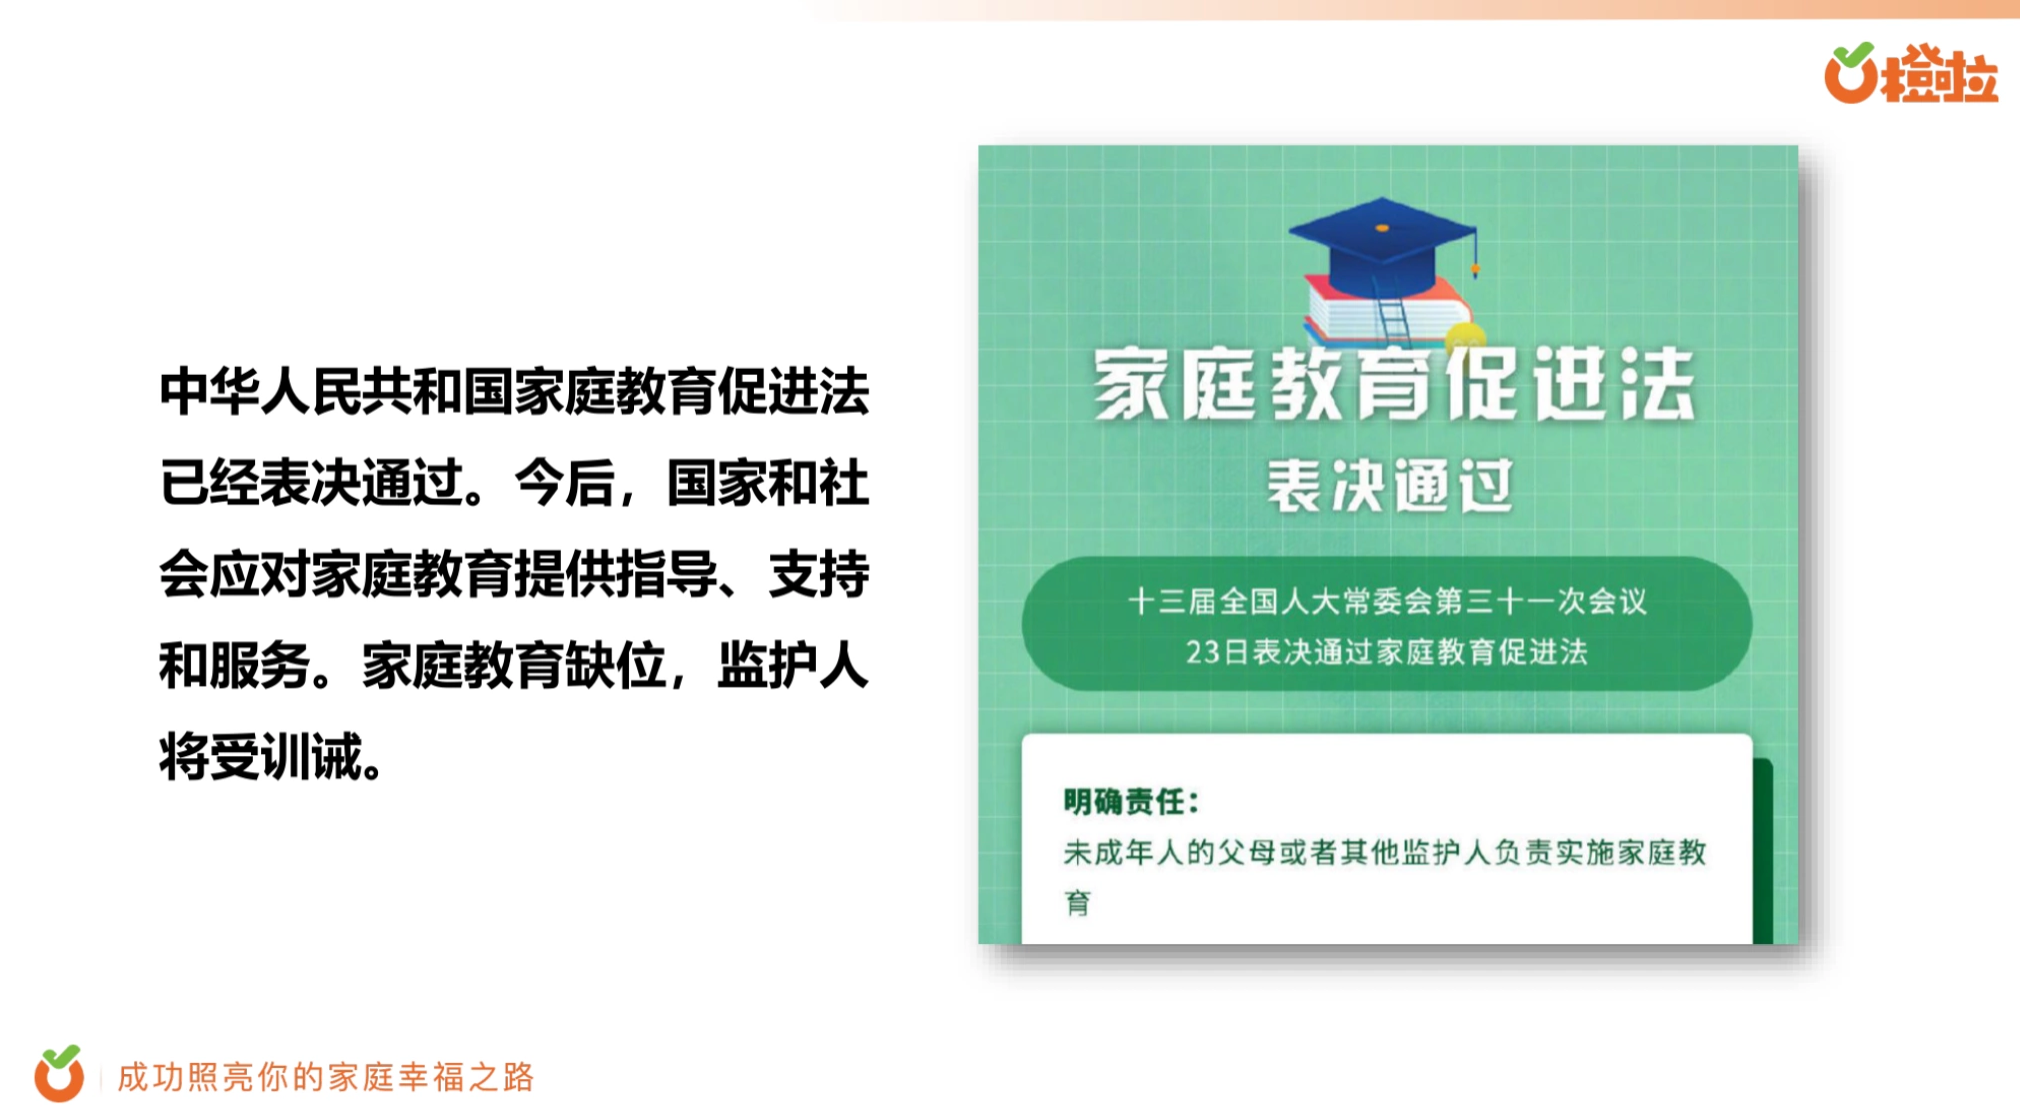 橙啦
中华人民共和国家庭教育促进法
已经表决通过。今后，国家和社
会应对家庭教育提供指导、支持
和服务。家庭教育缺位，监护人
将受训诫。
家庭教育促进法
表决通过
十三届全国人大常委会第三十一次会议
23日表决通过家庭教育促进法
明确责任：
未成年人的父母或者其他监护人负责实施家庭教
育
成功照亮你的家庭幸福之路